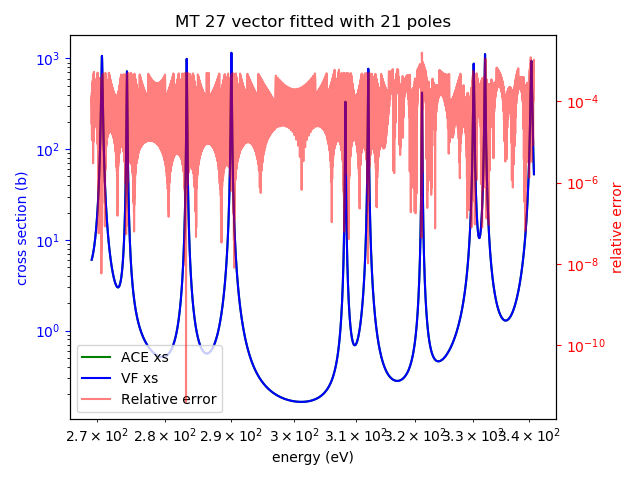 MT 27 vector fitted with 21 poles
10³
10²
10¹
10⁰
cross section (b)
10⁻⁴
10⁻⁶
10⁻⁸
10⁻¹⁰
relative error
ACE xs
VF xs
Relative error
2.7 × 10² 2.8 × 10² 2.9 × 10² 3 × 10² 3.1 × 10² 3.2 × 10² 3.3 × 10² 3.4 × 10²
energy (eV)